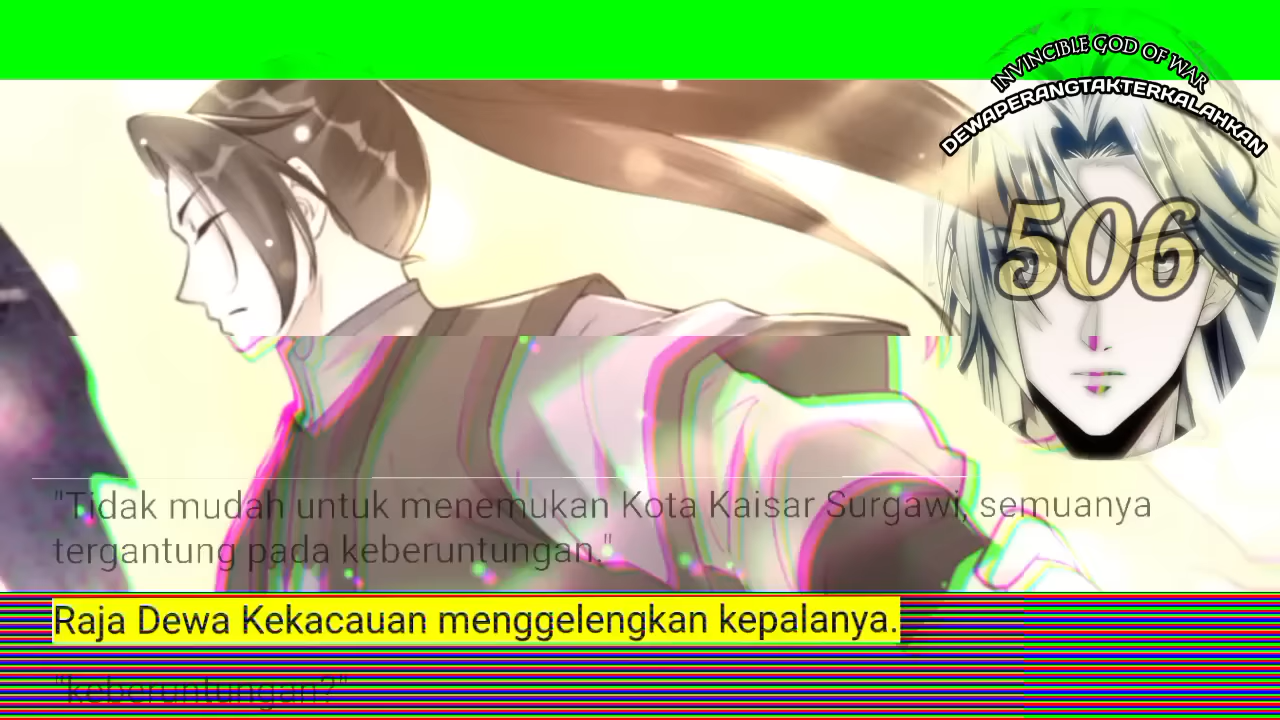 INVINCIBLE GOD OF WAR
DEWAPERANGTAKTERKALAHKAN
506
"Tidak mudah untuk menemukan Kota Kaisar Surgawi, semuanya
tergantung pada keberuntungan."
Raja Dewa Kekacauan menggelengkan kepalanya.
"keberuntungan?"